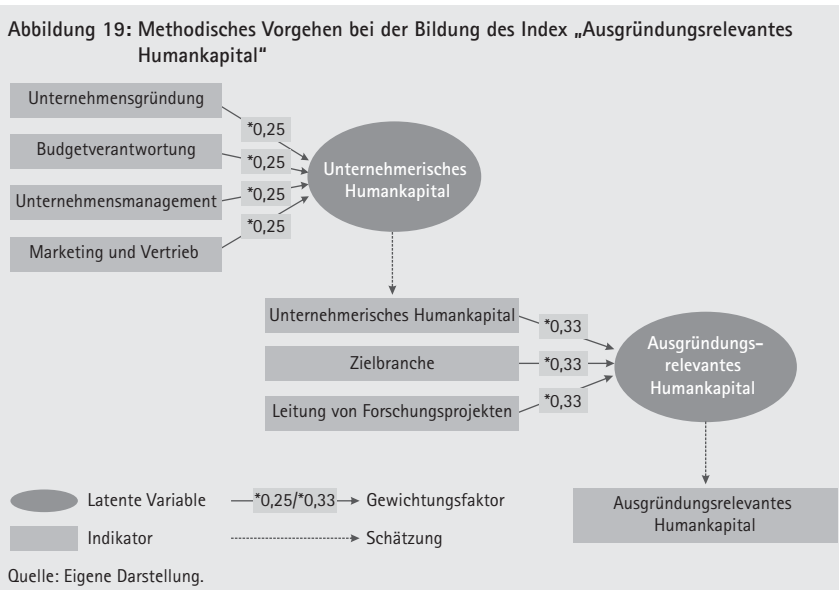 Abbildung 19: Methodisches Vorgehen bei der Bildung des Index „Ausgründungsrelevantes
Humankapital“
Unternehmensgründung
*0,25
Budgetverantwortung
*0,25
Unternehmensmanagement
*0,25
Marketing und Vertrieb
*0,25
Unternehmerisches
Humankapital
Unternehmerisches Humankapital
*0,33
Zielbranche
*0,33
Leitung von Forschungsprojekten
*0,33
Ausgründungs-
relevantes
Humankapital
Ausgründungsrelevantes
Humankapital
Latente Variable
*0,25/*0,33
Gewichtungsfaktor
Indikator
Schätzung
Quelle: Eigene Darstellung.